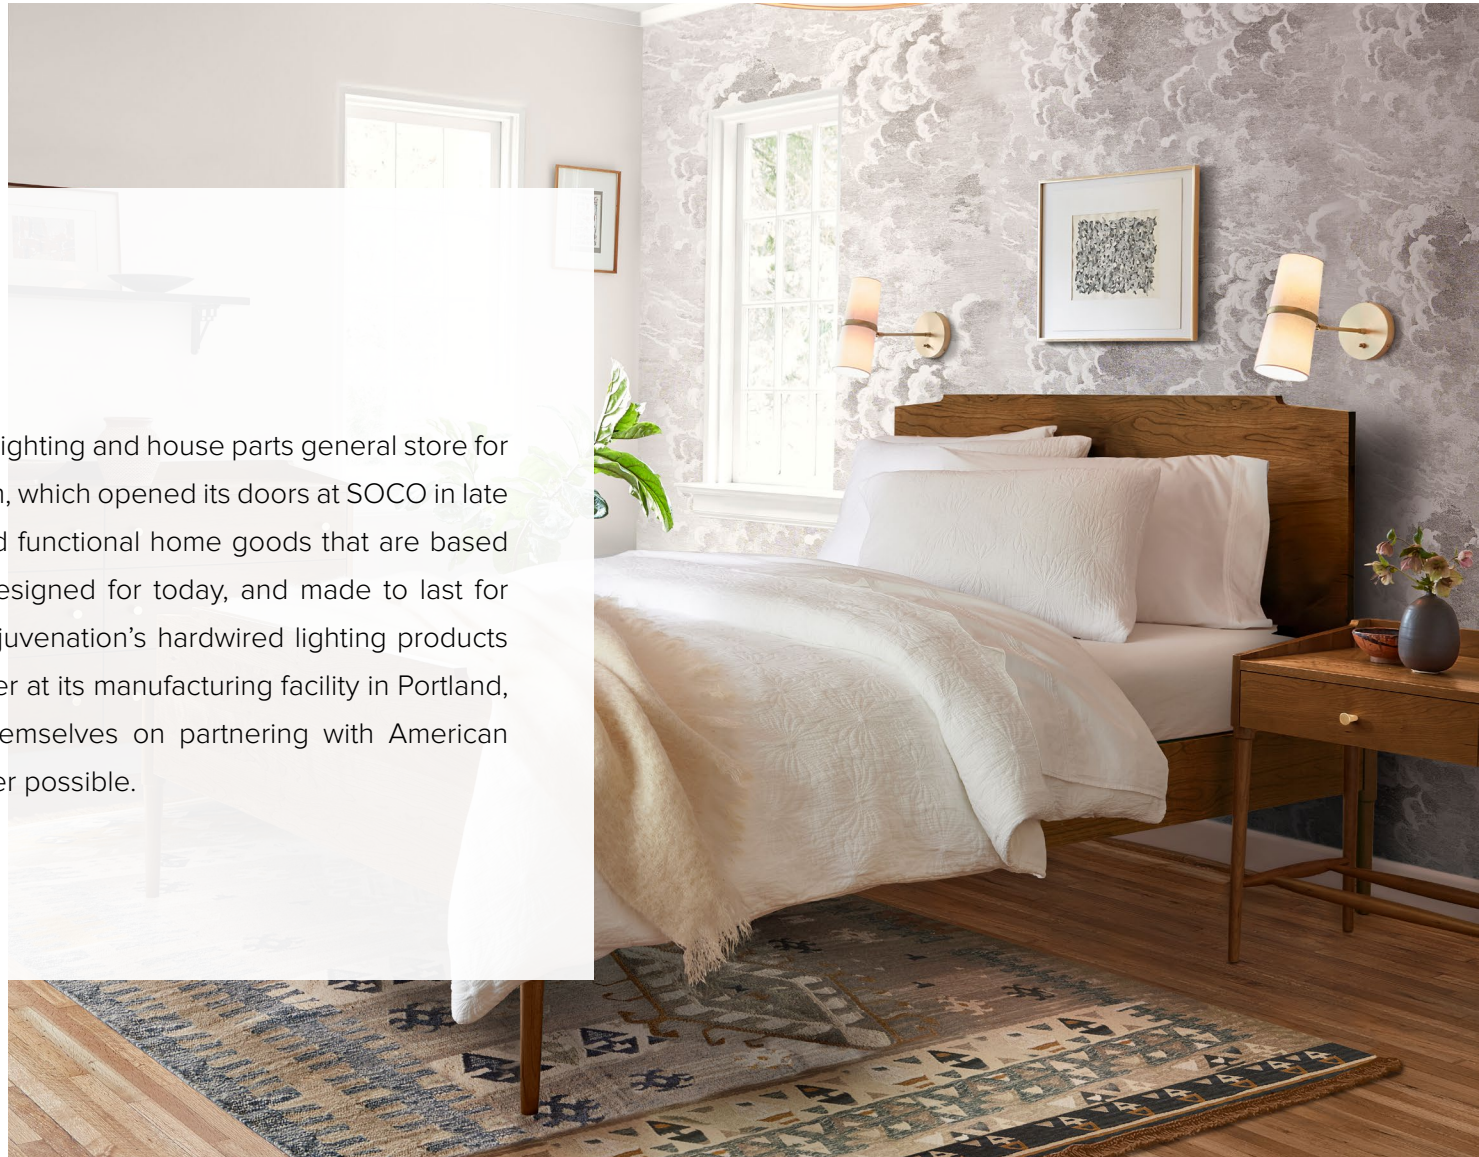 ighting and house parts general store for
, which opened its doors at SOCO in late
functional home goods that are based
esigned for today, and made to last for
juvenation’s hardwired lighting products
er at its manufacturing facility in Portland,
emselves on partnering with American
er possible.